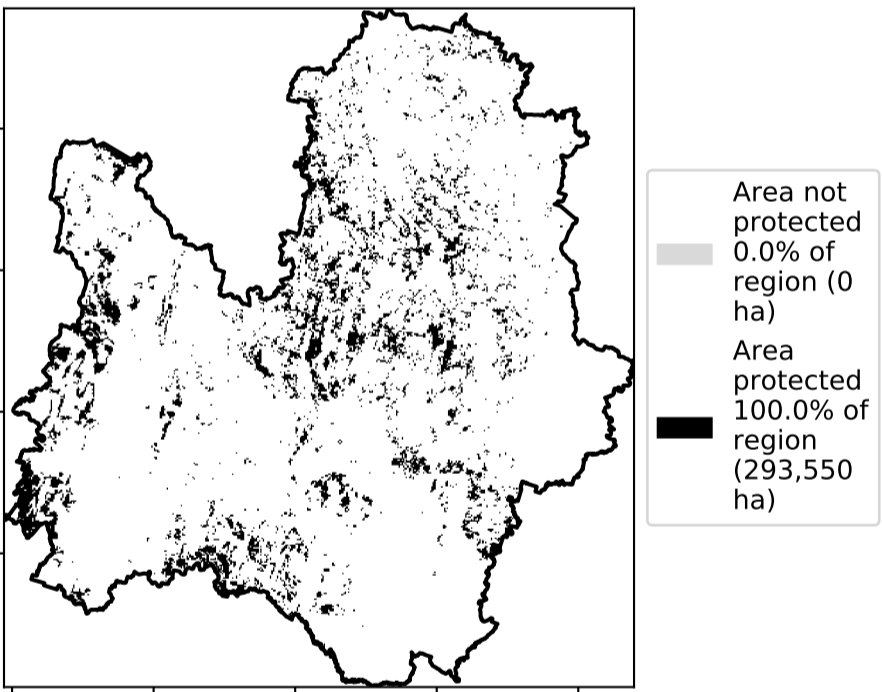 Area not
protected
0.0% of
region (0
ha)
Area
protected
100.0% of
region
(293,550
ha)